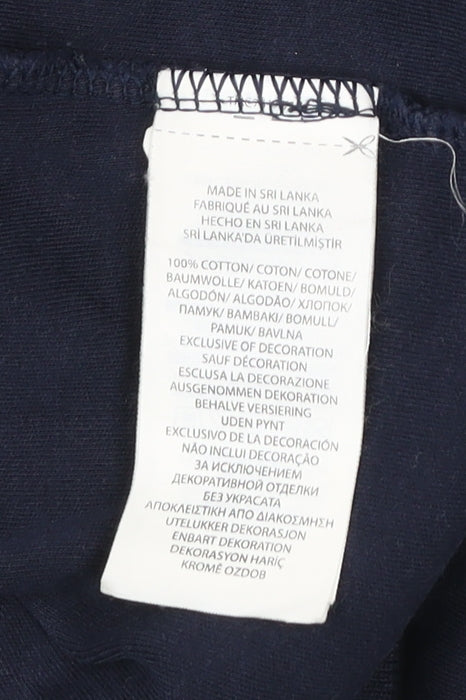 MADE IN SRI LANKA
FABRIQUÉ AU SRI LANKA
HECHO EN SRI LANKA
SRİ LANKA'DA ÜRETILMİŞTİR
100% COTTON/ COTON/ COTONE/
BAUMWOLLE/ KATOEN/ BOMULD/
ALGODÓN/ ALGODÃO/ ХЛОПОК/
ПАМУК/ BAMBAKI/ BOMULL/
PAMUK/ BAVLNA
EXCLUSIVE OF DECORATION
SAUF DÉCORATION
ESCLUSA LA DECORAZIONE
AUSGENOMMEN DEKORATION
BEHALVE VERSIERING
UDEN PYNT
EXCLUSIVO DE LA DECORACIÓN
NÃO INCLUI DECORAÇÃO
ЗА ИСКЛЮЧЕНИЕМ
ДЕКОРАТИВНОЙ ОТДЕЛКИ
БЕЗ УКРАСАТА
ΑΠΟΚΛΕΙΣΤΙΚΗ ΑΠΟ ΔΙΑΚΟΣΜΗΣΗ
UTELUKKER DEKORASJON
ENBART DEKORATION
DEKORASYON HARİÇ
KROMĚ OZDOB